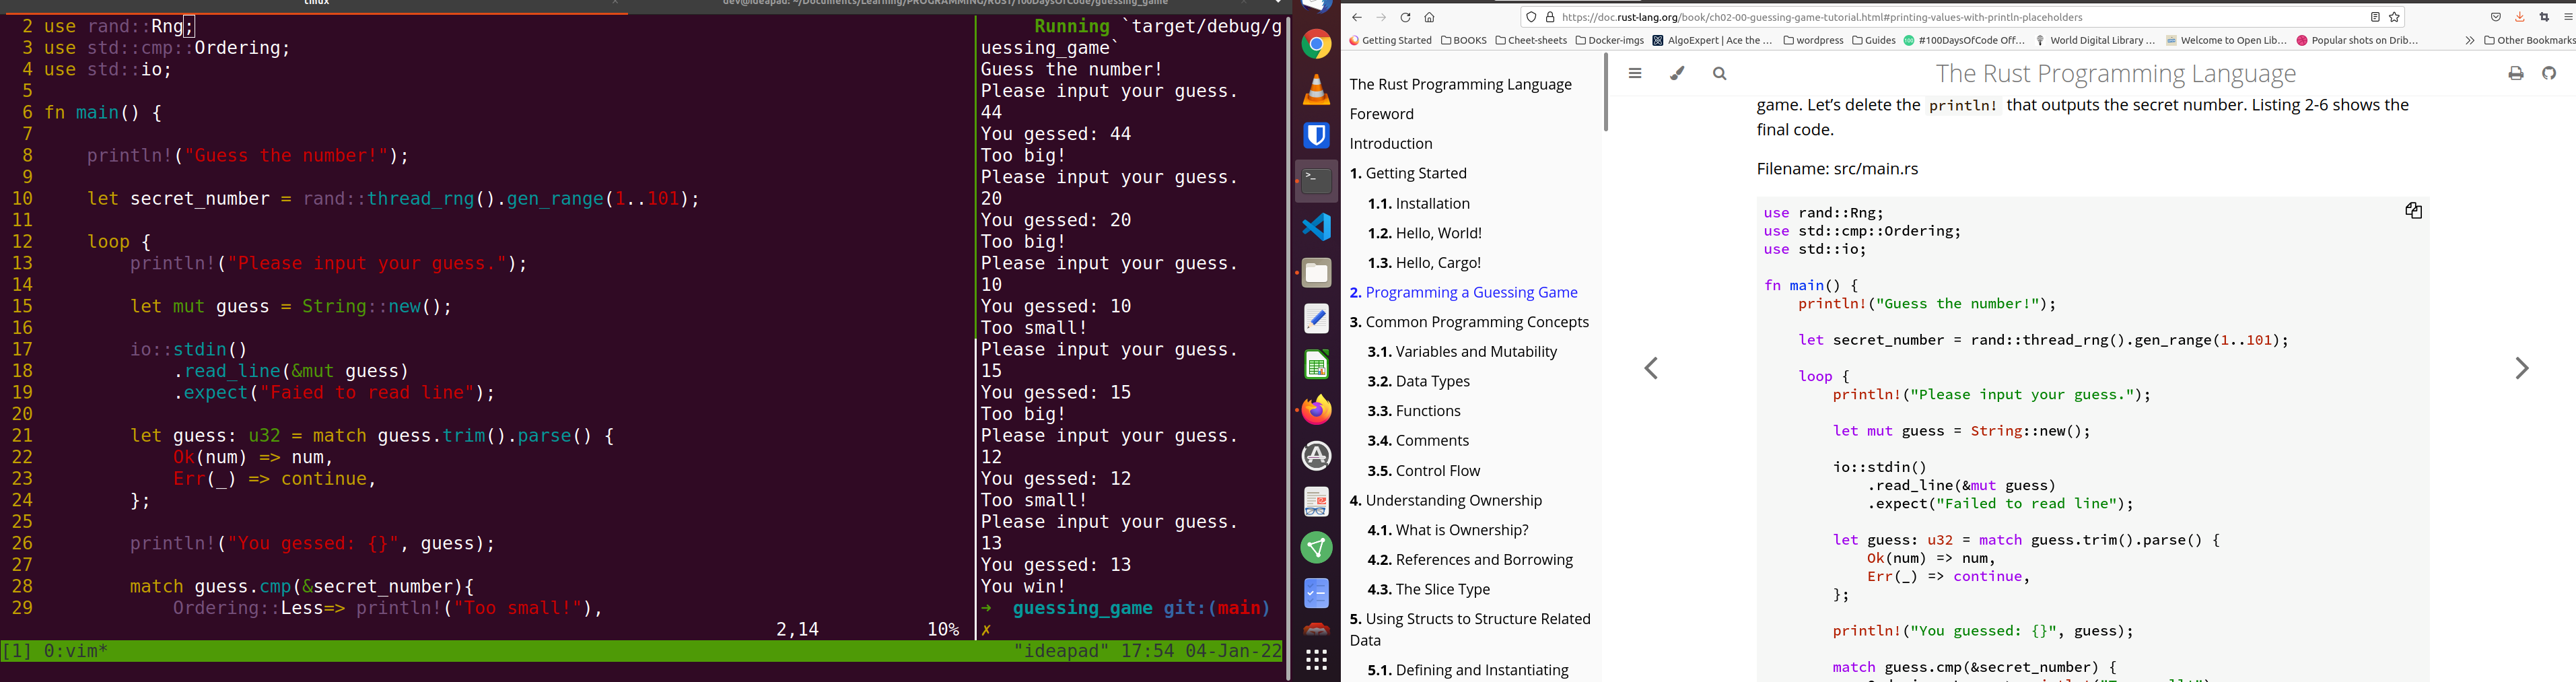 linux
dev@ideapad: ~/Documents/Learning/PROGRAMMING/RUST/100DaysOfCode/guessing_game
2 use rand::Rng;
3 use std::cmp::Ordering;
4 use std::io;
5
6 fn main() {
7
8     println!("Guess the number!");
9
10     let secret_number = rand::thread_rng().gen_range(1..101);
11
12     loop {
13         println!("Please input your guess.");
14
15         let mut guess = String::new();
16
17         io::stdin()
18             .read_line(&mut guess)
19             .expect("Faied to read line");
20
21         let guess: u32 = match guess.trim().parse() {
22             Ok(num) => num,
23             Err(_) => continue,
24         };
25
26         println!("You gessed: {}", guess);
27
28         match guess.cmp(&secret_number){
29             Ordering::Less=> println!("Too small!"),
2,14 10%
Running `target/debug/g
uessing_game`
Guess the number!
Please input your guess.
44
You gessed: 44
Too big!
Please input your guess.
20
You gessed: 20
Too big!
Please input your guess.
10
You gessed: 10
Too small!
Please input your guess.
15
You gessed: 15
Too big!
Please input your guess.
12
You gessed: 12
Too small!
Please input your guess.
13
You gessed: 13
You win!
➜ guessing_game git:(main)
✗
[1] 0:vim*
"ideapad" 17:54 04-Jan-22
https://doc.rust-lang.org/book/ch02-00-guessing-game-tutorial.html#printing-values-with-println-placeholders
Getting Started BOOKS Cheet-sheets Docker-imgs AlgoExpert | Ace the ... wordpress Guides #100DaysOfCode Off... World Digital Library ... Welcome to Open Lib... Popular shots on Drib... Other Bookmarks
The Rust Programming Language
Foreword
Introduction
1. Getting Started
1.1. Installation
1.2. Hello, World!
1.3. Hello, Cargo!
2. Programming a Guessing Game
3. Common Programming Concepts
3.1. Variables and Mutability
3.2. Data Types
3.3. Functions
3.4. Comments
3.5. Control Flow
4. Understanding Ownership
4.1. What is Ownership?
4.2. References and Borrowing
4.3. The Slice Type
5. Using Structs to Structure Related
Data
5.1. Defining and Instantiating
The Rust Programming Language
game. Let's delete the println! that outputs the secret number. Listing 2-6 shows the
final code.
Filename: src/main.rs
use rand::Rng;
use std::cmp::Ordering;
use std::io;
fn main() {
    println!("Guess the number!");
    let secret_number = rand::thread_rng().gen_range(1..101);
    loop {
        println!("Please input your guess.");
        let mut guess = String::new();
        io::stdin()
            .read_line(&mut guess)
            .expect("Failed to read line");
        let guess: u32 = match guess.trim().parse() {
            Ok(num) => num,
            Err(_) => continue,
        };
        println!("You guessed: {}", guess);
        match guess.cmp(&secret_number) {